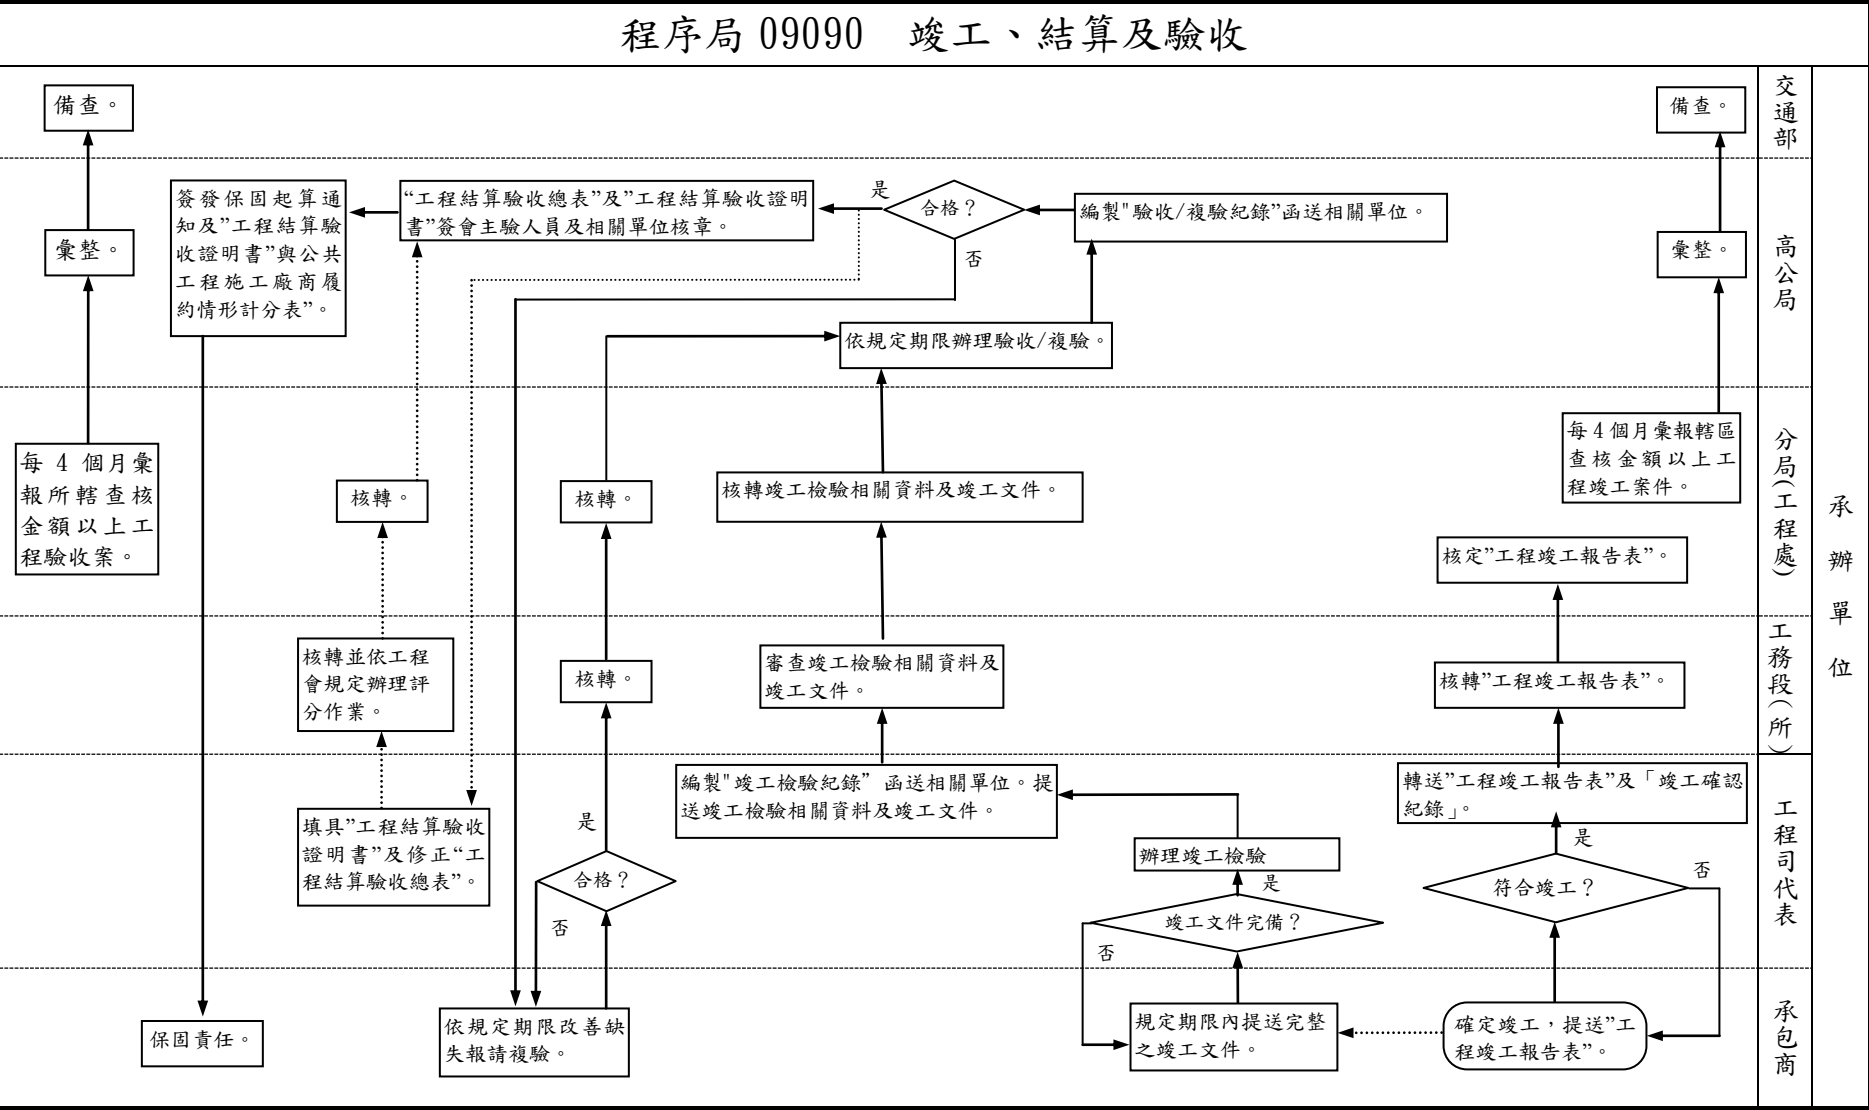 程序局 09090　竣工、結算及驗收
備查。
彙整。
每 4 個月彙
報所轄查核
金額以上工
程驗收案。
簽發保固起算通
知及”工程結算驗
收證明書”與公共
工程施工廠商履
約情形計分表”。
“工程結算驗收總表”及”工程結算驗收證明
書”簽會主驗人員及相關單位核章。
是
合格？
否
編製"驗收/複驗紀錄”函送相關單位。
依規定期限辦理驗收/複驗。
備查。
彙整。
每 4 個月彙報轄區
查核金額以上工
程竣工案件。
核轉。
核轉。
核轉竣工檢驗相關資料及竣工文件。
核定”工程竣工報告表”。
核轉並依工程
會規定辦理評
分作業。
核轉。
審查竣工檢驗相關資料及
竣工文件。
核轉”工程竣工報告表”。
填具”工程結算驗收
證明書”及修正“工
程結算驗收總表”。
是
合格？
否
編製"竣工檢驗紀錄” 函送相關單位。提
送竣工檢驗相關資料及竣工文件。
辦理竣工檢驗
是
竣工文件完備？
否
轉送”工程竣工報告表”及「竣工確認
紀錄」。
是
符合竣工？
否
保固責任。
依規定期限改善缺
失報請複驗。
規定期限內提送完整
之竣工文件。
確定竣工，提送”工
程竣工報告表”。
交通部
高公局
分局(工程處)
工務段(所)
工程司代表
承包商
承辦單位